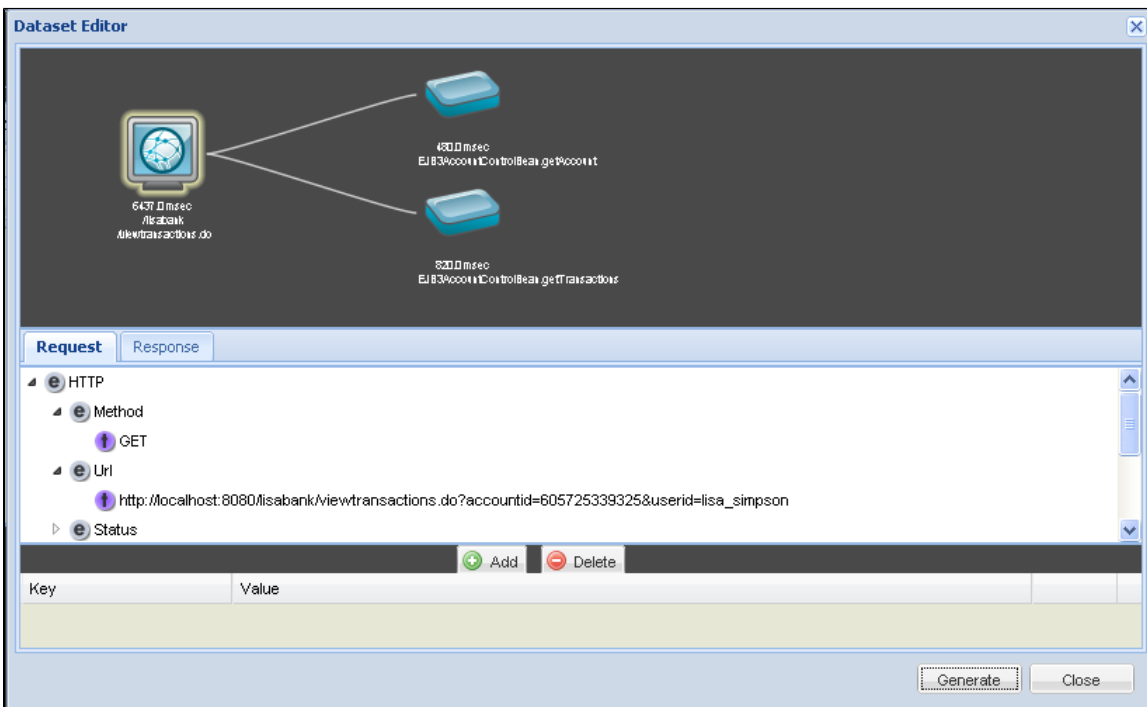 Dataset Editor
480.0 msec
EJB3AccountControlBean.getAccount
6437.0 msec
/lisabank
/viewtransactions.do
820.0 msec
EJB3AccountControlBean.getTransactions
Request Response
HTTP
Method
GET
Url
http://localhost:8080/lisabank/viewtransactions.do?accountid=605725339325&userid=lisa_simpson
Status
Add Delete
Key Value
Generate Close